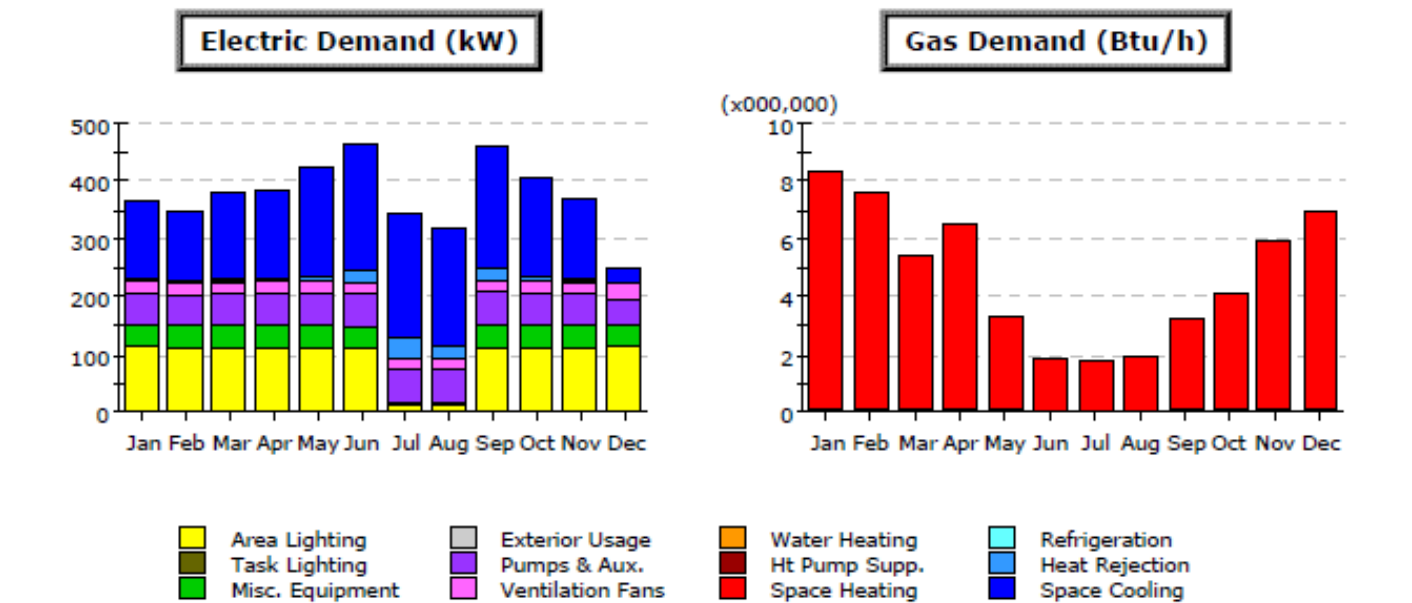 Electric Demand (kW)
Gas Demand (Btu/h)
(x000,000)
500
400
300
200
100
0
Jan Feb Mar Apr May Jun Jul Aug Sep Oct Nov Dec
10
8
6
4
2
0
Jan Feb Mar Apr May Jun Jul Aug Sep Oct Nov Dec
Area Lighting
Task Lighting
Misc. Equipment
Exterior Usage
Pumps & Aux.
Ventilation Fans
Water Heating
Ht Pump Supp.
Space Heating
Refrigeration
Heat Rejection
Space Cooling